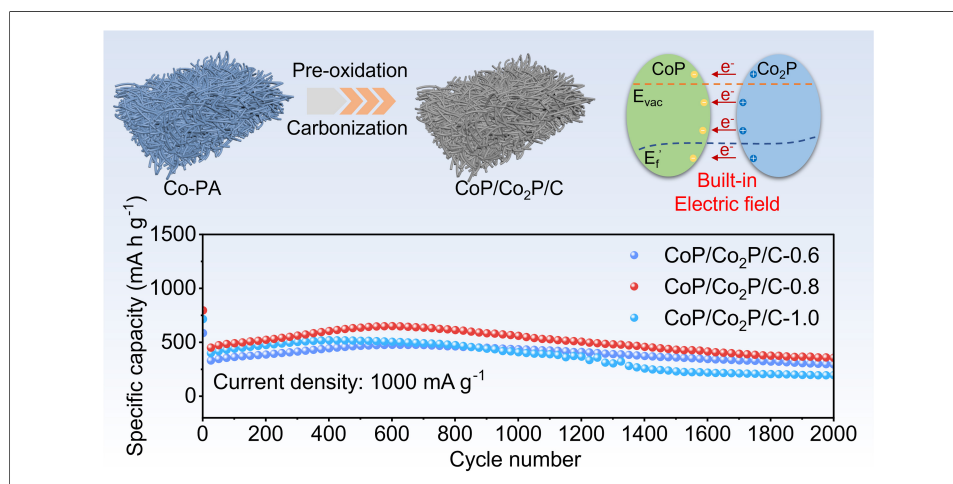 Pre-oxidation
Carbonization
Co-PA
CoP/Co₂P/C
CoP
e⁻
Co₂P
E_vac
e⁻
E_f'
Built-in
Electric field
Specific capacity (mA h g⁻¹)
1500
1000
500
0
CoP/Co₂P/C-0.6
CoP/Co₂P/C-0.8
CoP/Co₂P/C-1.0
Current density: 1000 mA g⁻¹
0 200 400 600 800 1000 1200 1400 1600 1800 2000
Cycle number